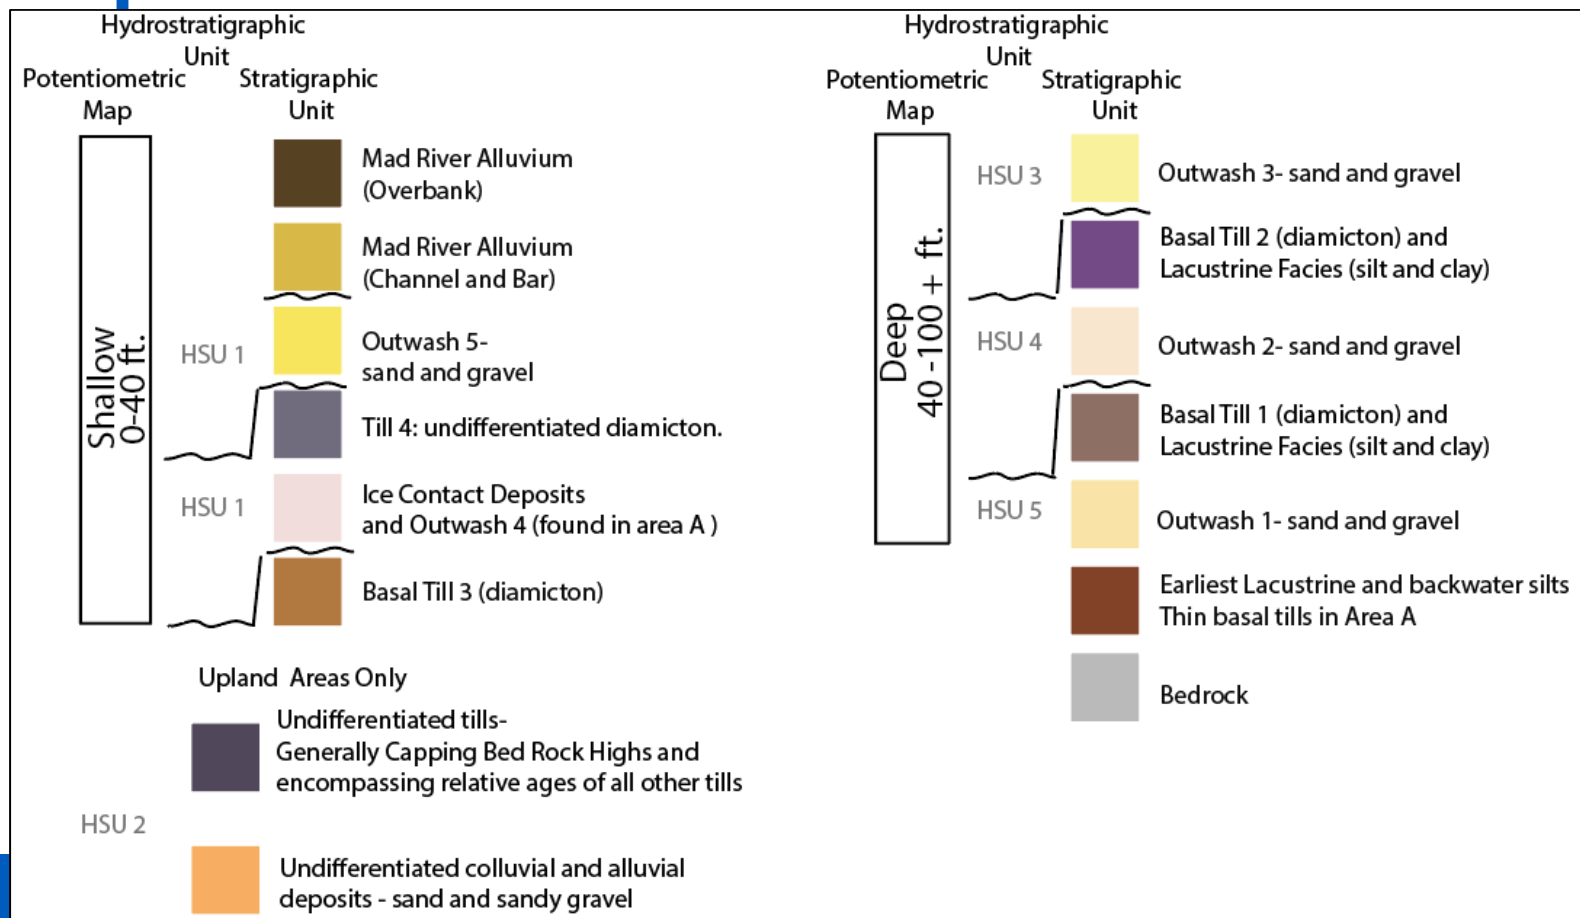 Hydrostratigraphic
Unit
Potentiometric
Map
Stratigraphic
Unit
Shallow
0-40 ft.
Mad River Alluvium
(Overbank)
Mad River Alluvium
(Channel and Bar)
HSU 1
Outwash 5-
sand and gravel
Till 4: undifferentiated diamicton.
HSU 1
Ice Contact Deposits
and Outwash 4 (found in area A )
Basal Till 3 (diamicton)
Upland Areas Only
Undifferentiated tills-
Generally Capping Bed Rock Highs and
encompassing relative ages of all other tills
HSU 2
Undifferentiated colluvial and alluvial
deposits - sand and sandy gravel
Hydrostratigraphic
Unit
Potentiometric
Map
Stratigraphic
Unit
Deep
40 -100 + ft.
HSU 3
Outwash 3- sand and gravel
Basal Till 2 (diamicton) and
Lacustrine Facies (silt and clay)
HSU 4
Outwash 2- sand and gravel
Basal Till 1 (diamicton) and
Lacustrine Facies (silt and clay)
HSU 5
Outwash 1- sand and gravel
Earliest Lacustrine and backwater silts
Thin basal tills in Area A
Bedrock